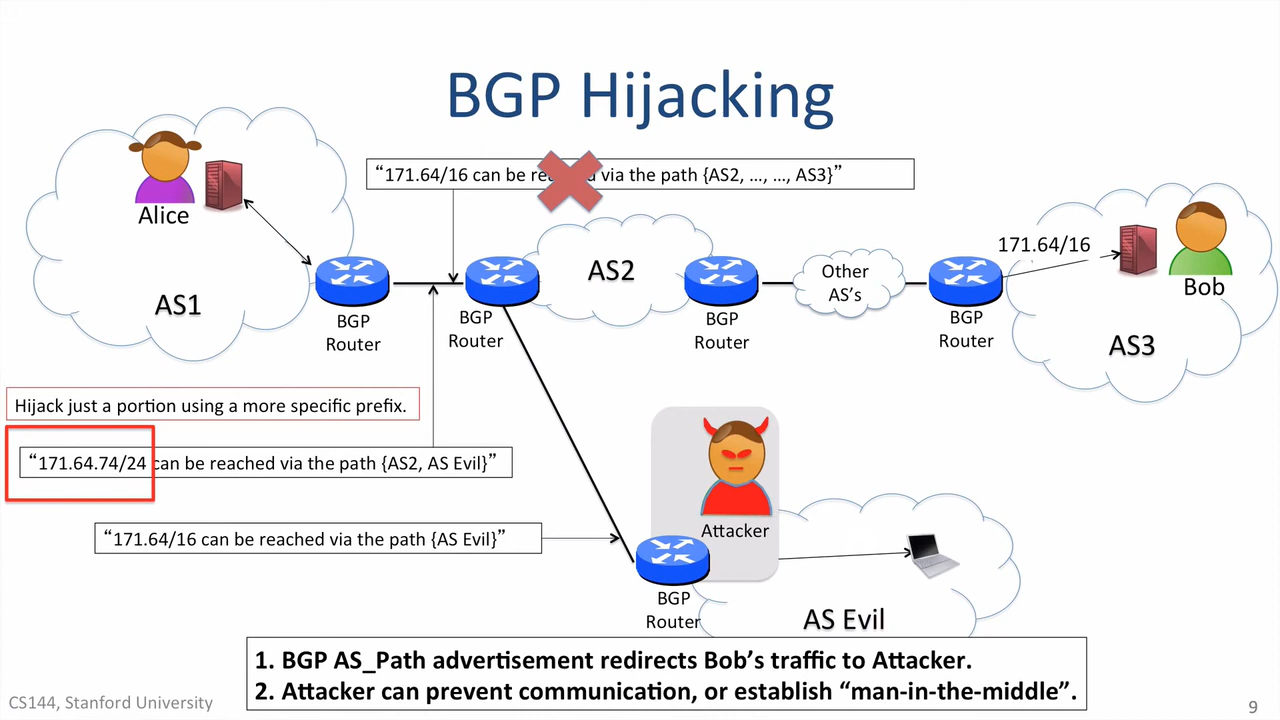 BGP Hijacking
“171.64/16 can be rea d via the path {AS2, …, …, AS3}”
Alice
AS1
AS2
Other
AS’s
171.64/16
Bob
AS3
BGP
Router
BGP
Router
BGP
Router
BGP
Router
Hijack just a portion using a more specific prefix.
“171.64.74/24 can be reached via the path {AS2, AS Evil}”
“171.64/16 can be reached via the path {AS Evil}”
Attacker
BGP
Router
AS Evil
1. BGP AS_Path advertisement redirects Bob’s traffic to Attacker.
2. Attacker can prevent communication, or establish “man-in-the-middle”.
CS144, Stanford University
9